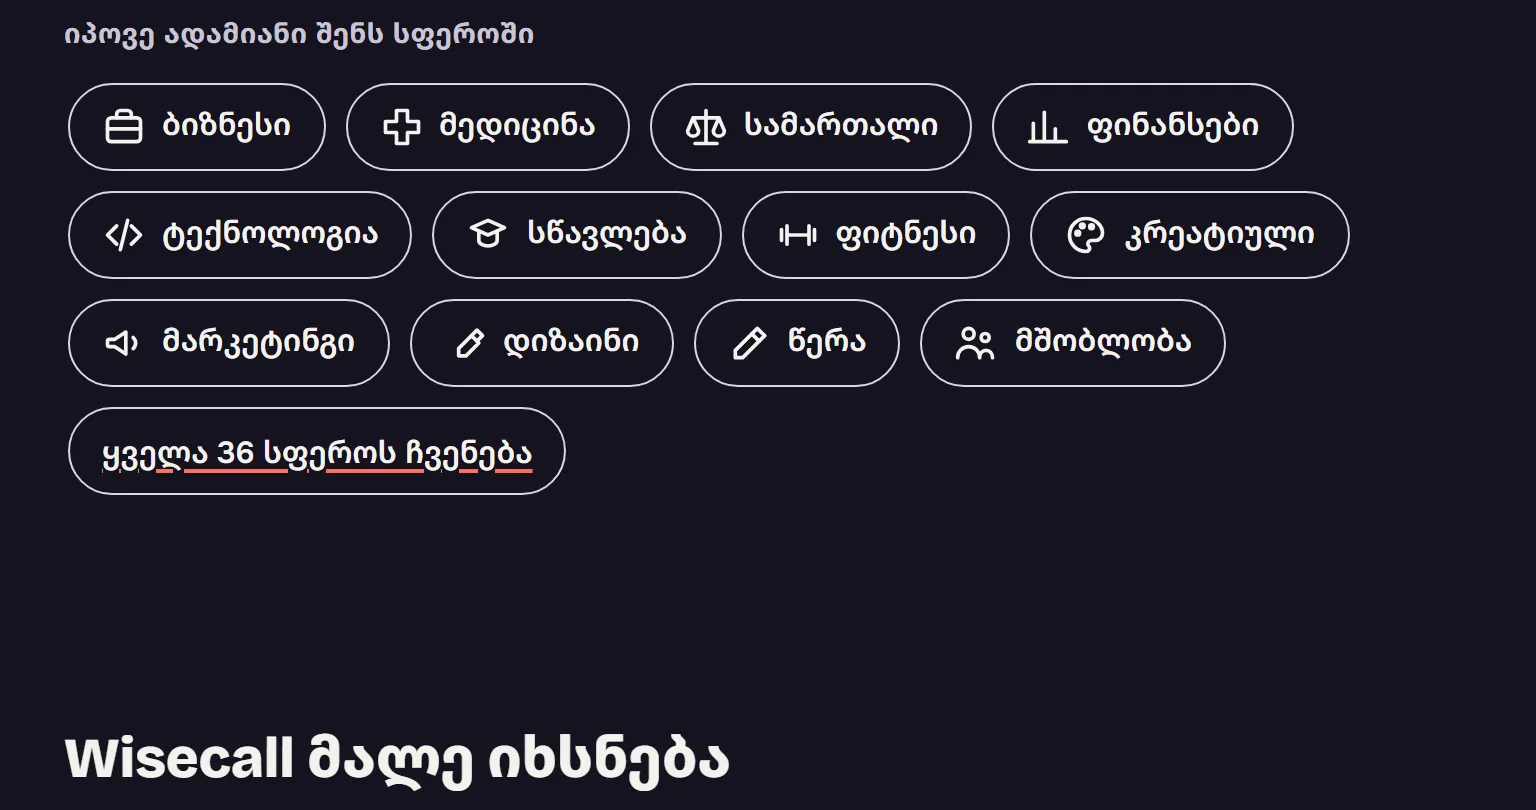 იპოვე ადამიანი შენს სფეროში
ბიზნესი მედიცინა სამართალი ფინანსები
ტექნოლოგია სწავლება ფიტნესი კრეატიული
მარკეტინგი დიზაინი წერა მშობლობა
ყველა 36 სფეროს ჩვენება
Wisecall მალე იხსნება